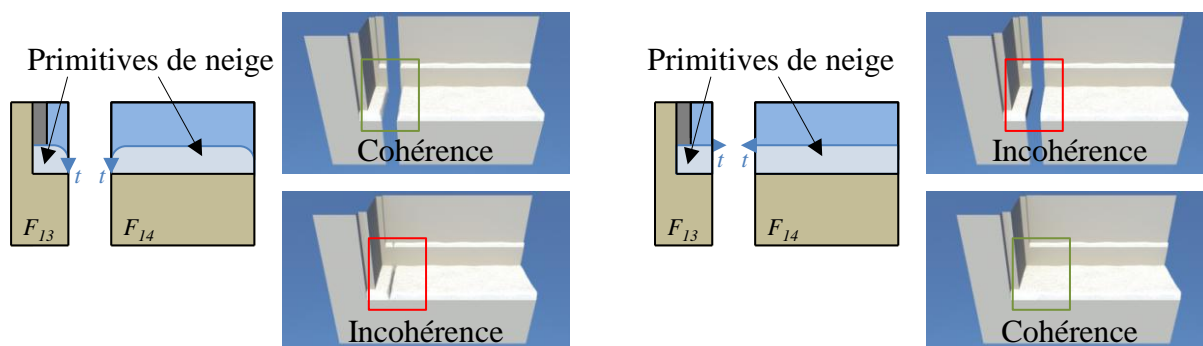 Primitives de neige
t
t
F13
F14
Cohérence
Incohérence
Primitives de neige
t
t
F13
F14
Incohérence
Cohérence